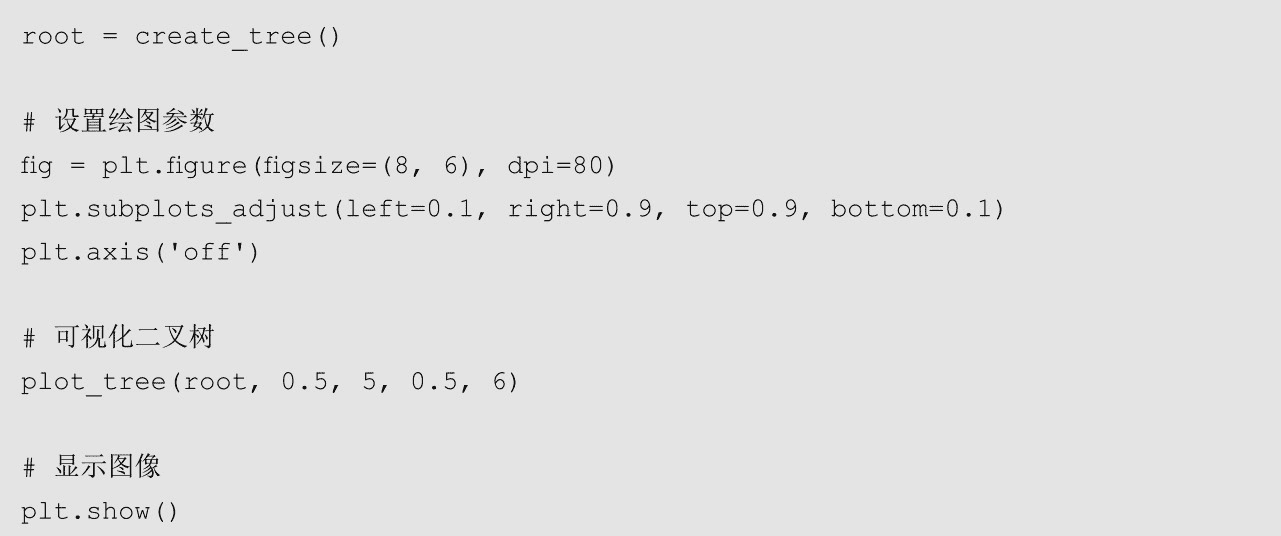 root = create_tree()
# 设置绘图参数
fig = plt.figure(figsize=(8, 6), dpi=80)
plt.subplots_adjust(left=0.1, right=0.9, top=0.9, bottom=0.1)
plt.axis('off')
# 可视化二叉树
plot_tree(root, 0.5, 5, 0.5, 6)
# 显示图像
plt.show()